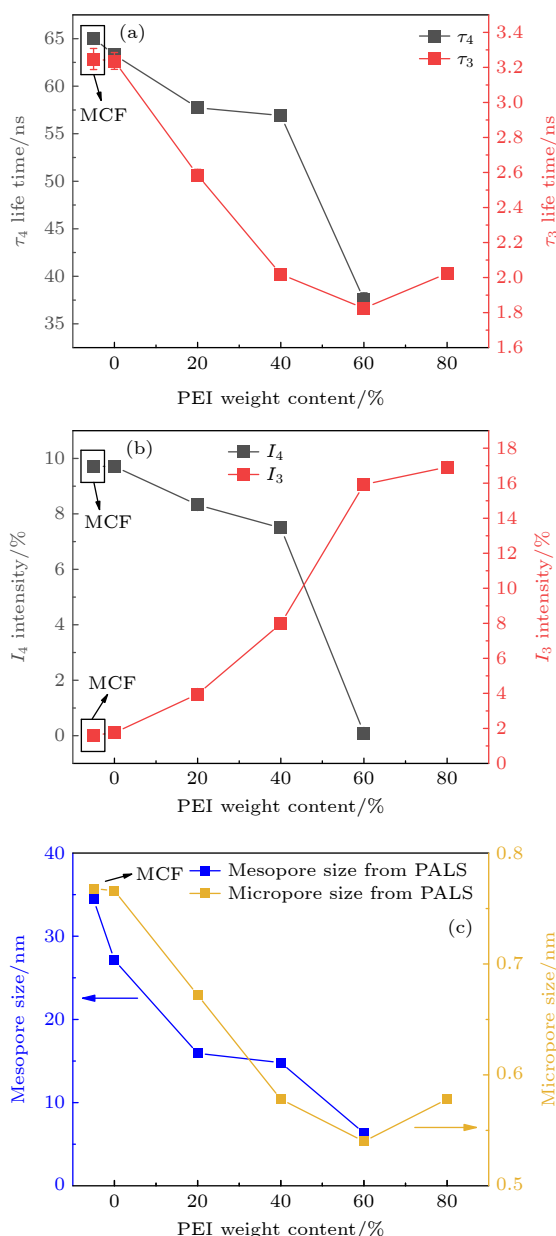 (a)
τ4
τ3
MCF
65
60
55
50
45
40
35
3.4
3.2
3.0
2.8
2.6
2.4
2.2
2.0
1.8
1.6
τ4 life time/ns
τ3 life time/ns
0 20 40 60 80
PEI weight content/%
(b)
I4
I3
MCF
MCF
10
8
6
4
2
0
18
16
14
12
10
8
6
4
2
0
I4 intensity/%
I3 intensity/%
0 20 40 60 80
PEI weight content/%
MCF
Mesopore size from PALS
Micropore size from PALS
(c)
40
30
20
10
0
0.8
0.7
0.6
0.5
Mesopore size/nm
Micropore size/nm
0 20 40 60 80
PEI weight content/%